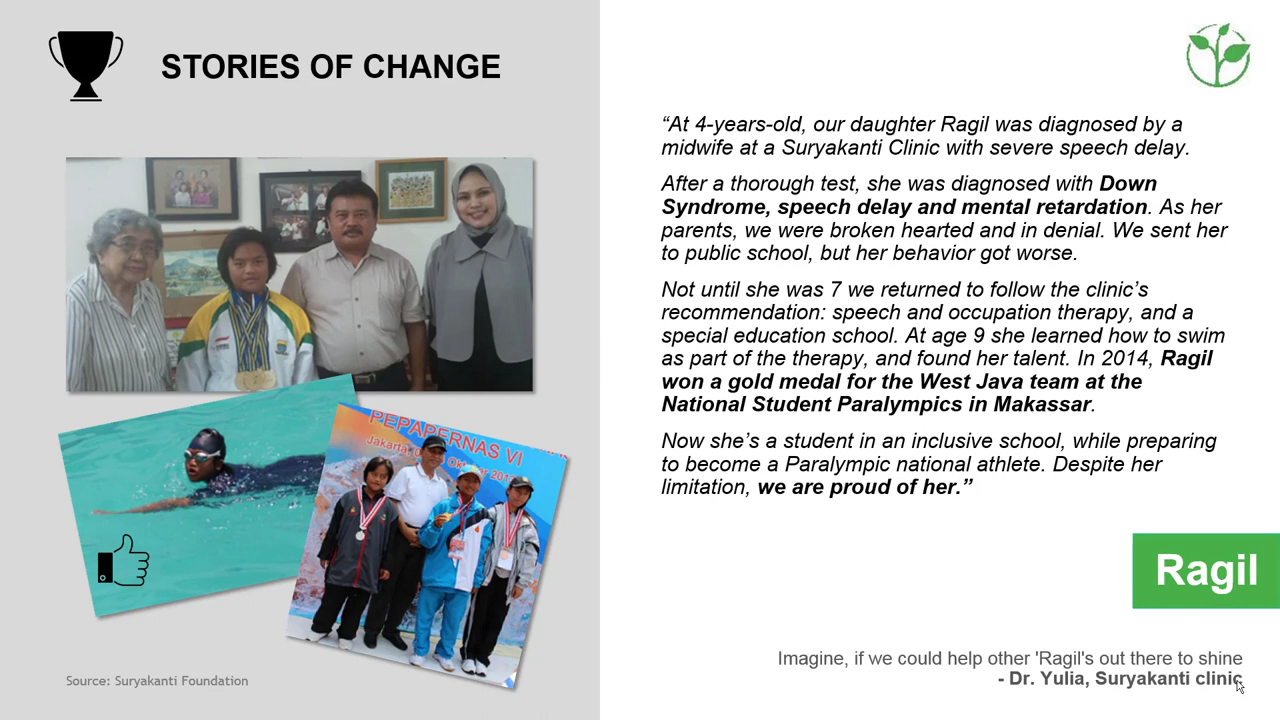 STORIES OF CHANGE
“At 4-years-old, our daughter Ragil was diagnosed by a
midwife at a Suryakanti Clinic with severe speech delay.
After a thorough test, she was diagnosed with Down
Syndrome, speech delay and mental retardation. As her
parents, we were broken hearted and in denial. We sent her
to public school, but her behavior got worse.
Not until she was 7 we returned to follow the clinic’s
recommendation: speech and occupation therapy, and a
special education school. At age 9 she learned how to swim
as part of the therapy, and found her talent. In 2014, Ragil
won a gold medal for the West Java team at the
National Student Paralympics in Makassar.
Now she’s a student in an inclusive school, while preparing
to become a Paralympic national athlete. Despite her
limitation, we are proud of her.”
PEPAPERNAS VI
Jakarta,
Ragil
Imagine, if we could help other 'Ragil's out there to shine
- Dr. Yulia, Suryakanti clinic
Source: Suryakanti Foundation